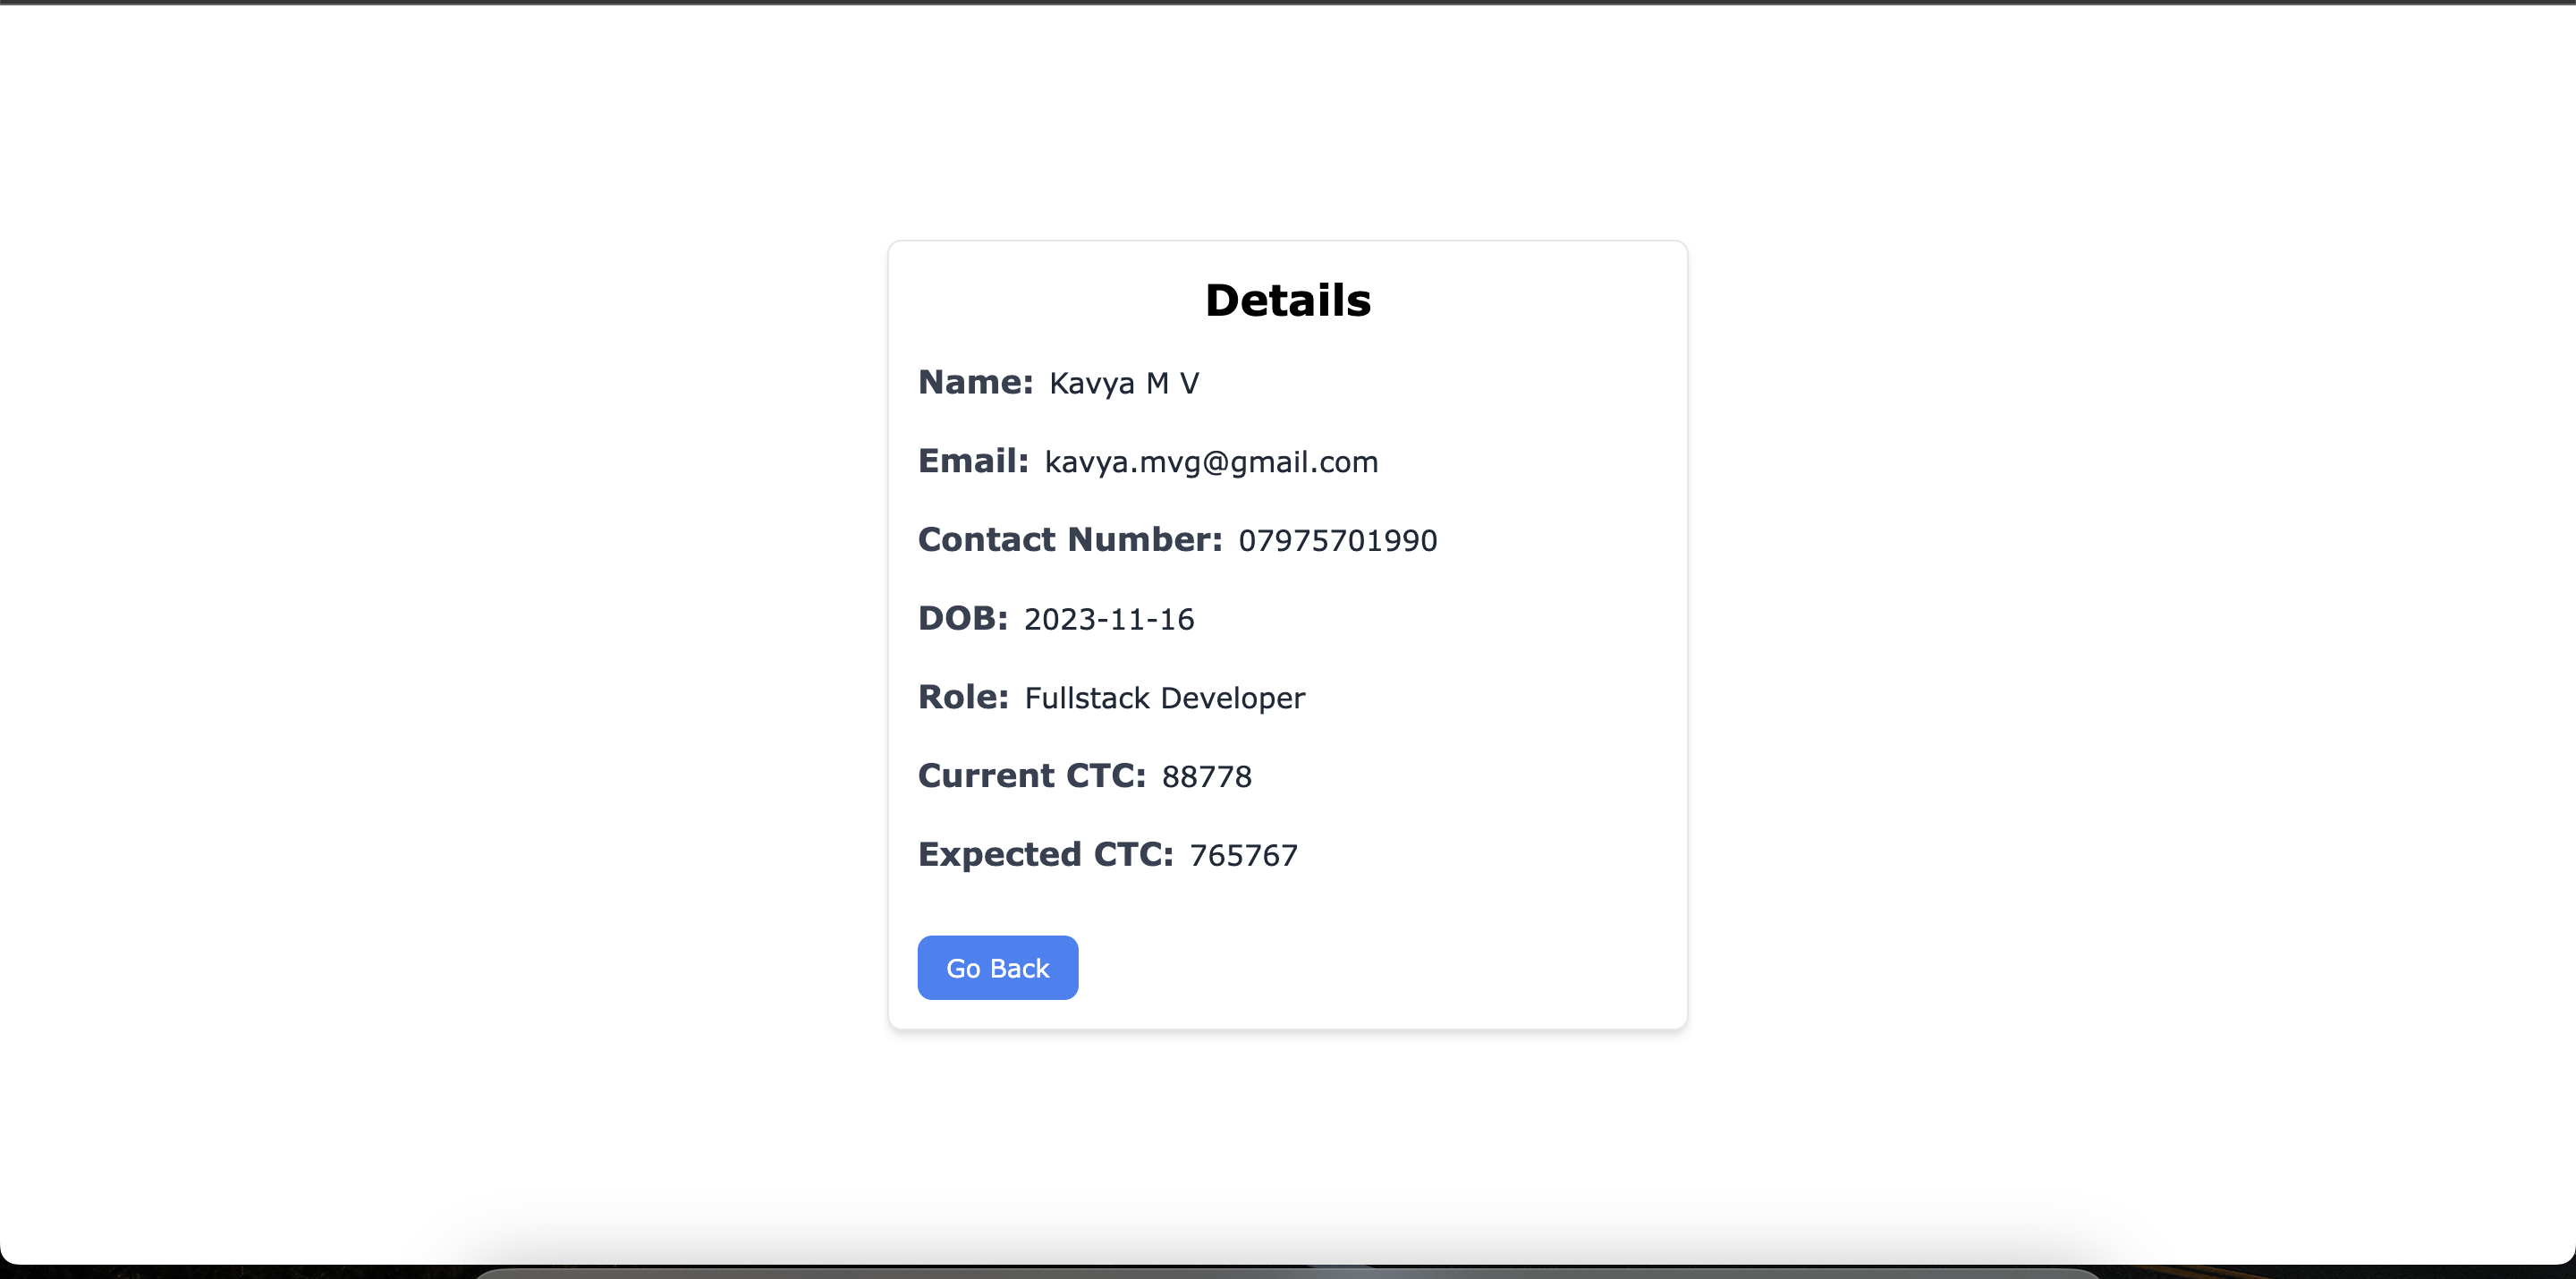 Details
Name: Kavya M V
Email: kavya.mvg@gmail.com
Contact Number: 07975701990
DOB: 2023-11-16
Role: Fullstack Developer
Current CTC: 88778
Expected CTC: 765767
Go Back